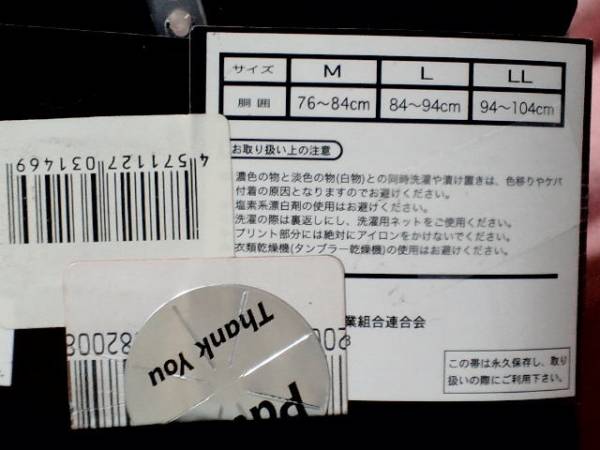 サイズ M L LL
胴囲 76～84cm 84～94cm 94～104cm
お取り扱い上の注意
濃色の物と淡色の物(白物)との同時洗濯や漬け置きは、色移りやケバ
付着の原因となりますのでお避けください。
塩素系漂白剤の使用はお避けください。
洗濯の際は裏返しにし、洗濯用ネットをご使用ください。
プリント部分には絶対にアイロンをかけないでください。
衣類乾燥機(タンブラー乾燥機)の使用はお避けください。
業組合連合会
この帯は永久保存し、取り
扱いの際にご利用下さい。
4 571127 031469
Thank You